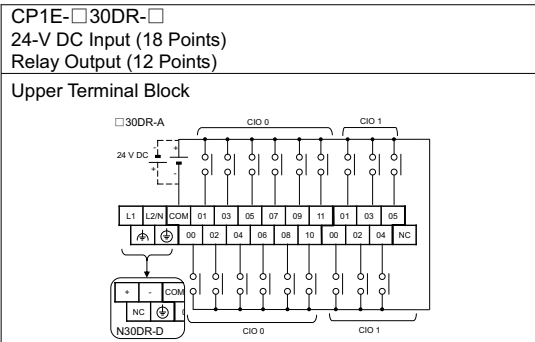 CP1E-□30DR-□
24-V DC Input (18 Points)
Relay Output (12 Points)
Upper Terminal Block
□30DR-A
CIO 0
CIO 1
24 V DC
-
+
+
-
L1 L2/N COM 01 03 05 07 09 11 01 03 05
00 02 04 06 08 10 00 02 04 NC
+ - COM
NC
N30DR-D
CIO 0
CIO 1